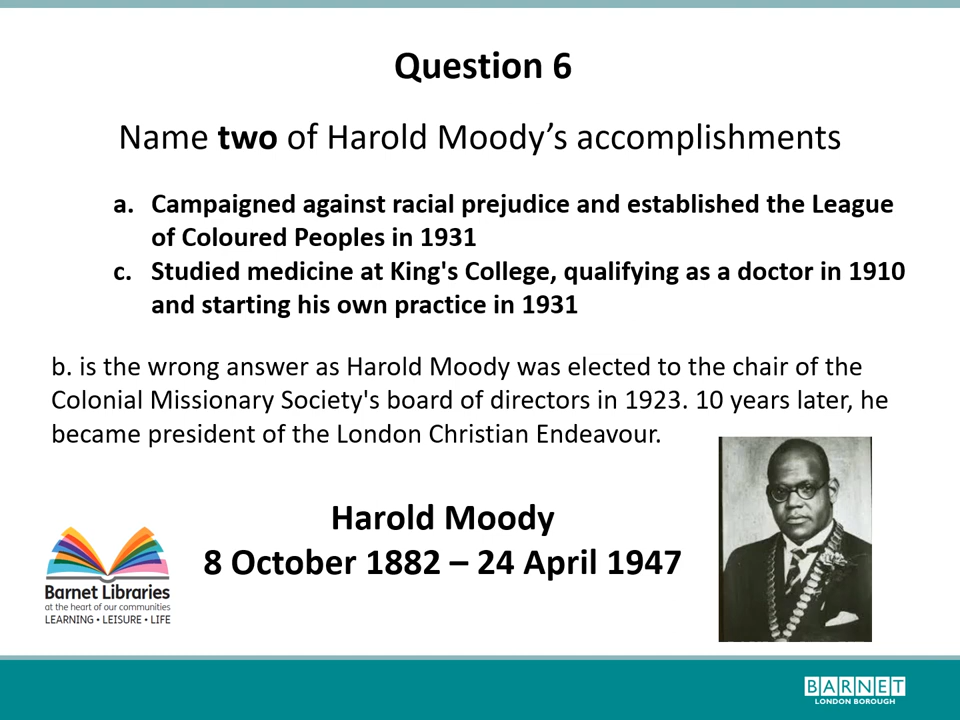 Question 6
Name two of Harold Moody’s accomplishments
a. Campaigned against racial prejudice and established the League
of Coloured Peoples in 1931
c. Studied medicine at King's College, qualifying as a doctor in 1910
and starting his own practice in 1931
b. is the wrong answer as Harold Moody was elected to the chair of the
Colonial Missionary Society's board of directors in 1923. 10 years later, he
became president of the London Christian Endeavour.
Harold Moody
8 October 1882 – 24 April 1947
Barnet Libraries
at the heart of our communities
LEARNING • LEISURE • LIFE
BARNET
LONDON BOROUGH